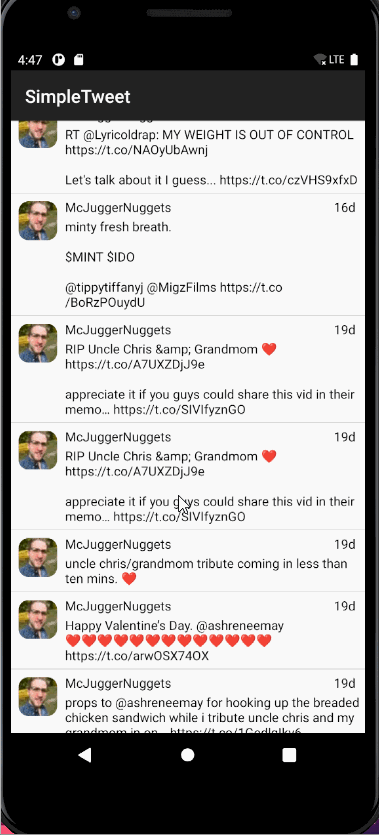 4:47
LTE
SimpleTweet
RT @Lyricoldrap: MY WEIGHT IS OUT OF CONTROL
https://t.co/NAOyUbAwnj
Let's talk about it I guess... https://t.co/czVHS9xfxD
McJuggerNuggets 16d
minty fresh breath.
$MINT $IDO
@tippytiffanyj @MigzFilms https://t.co
/BoRzPOuydU
McJuggerNuggets 19d
RIP Uncle Chris &amp; Grandmom ❤️
https://t.co/A7UXZDjJ9e
appreciate it if you guys could share this vid in their
memo… https://t.co/SIVIfyznGO
McJuggerNuggets 19d
RIP Uncle Chris &amp; Grandmom ❤️
https://t.co/A7UXZDjJ9e
appreciate it if you guys could share this vid in their
memo… https://t.co/SIVIfyznGO
McJuggerNuggets 19d
uncle chris/grandmom tribute coming in less than
ten mins. ❤️
McJuggerNuggets 19d
Happy Valentine's Day. @ashreneemay
❤️❤️❤️❤️❤️❤️❤️❤️❤️❤️❤️❤️❤️
https://t.co/arwOSX74OX
McJuggerNuggets 19d
props to @ashreneemay for hooking up the breaded
chicken sandwich while i tribute uncle chris and my
grandmom in